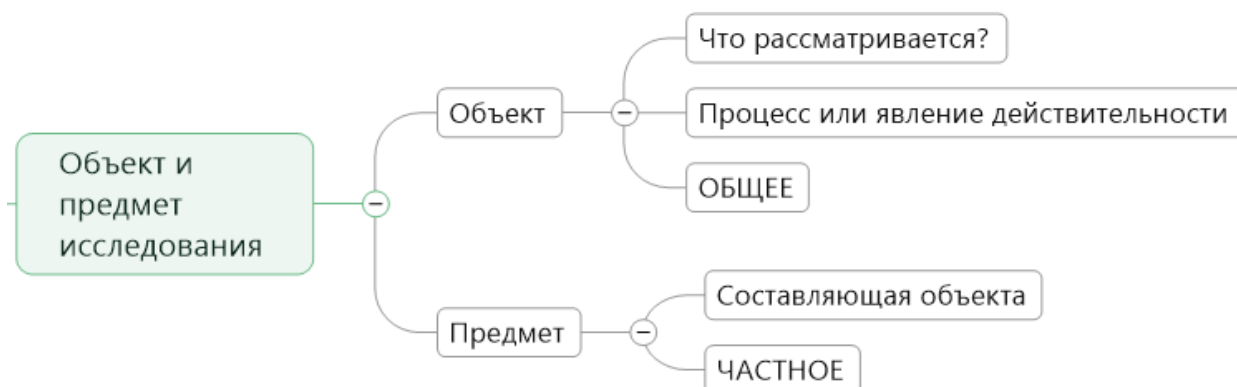 Что рассматривается?
Объект
Процесс или явление действительности
ОБЩЕЕ
Объект и
предмет
исследования
Составляющая объекта
Предмет
ЧАСТНОЕ